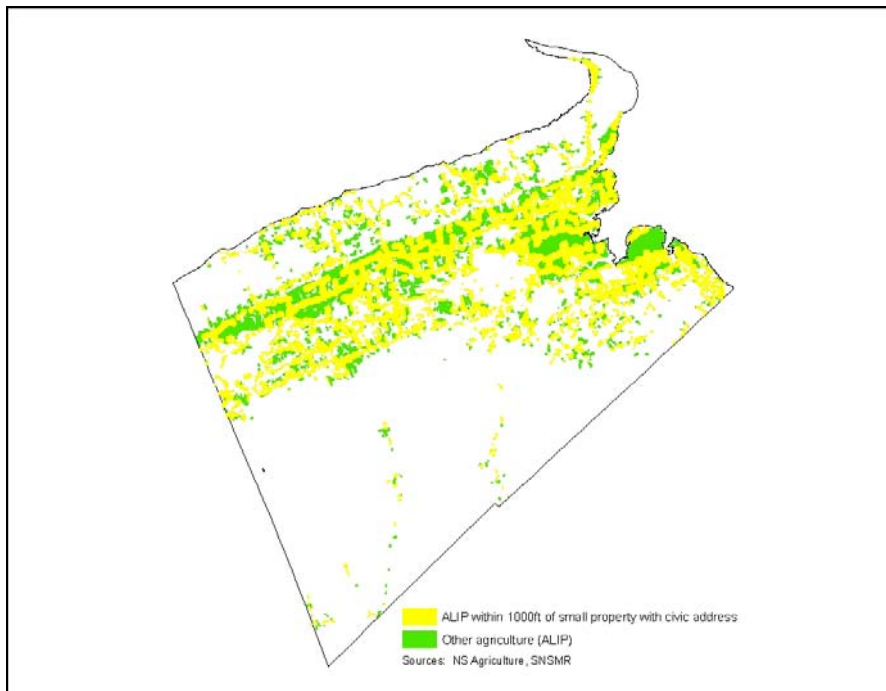 ALIP within 1000ft of small property with civic address
Other agriculture (ALIP)
Sources: NS Agriculture, SNSMR